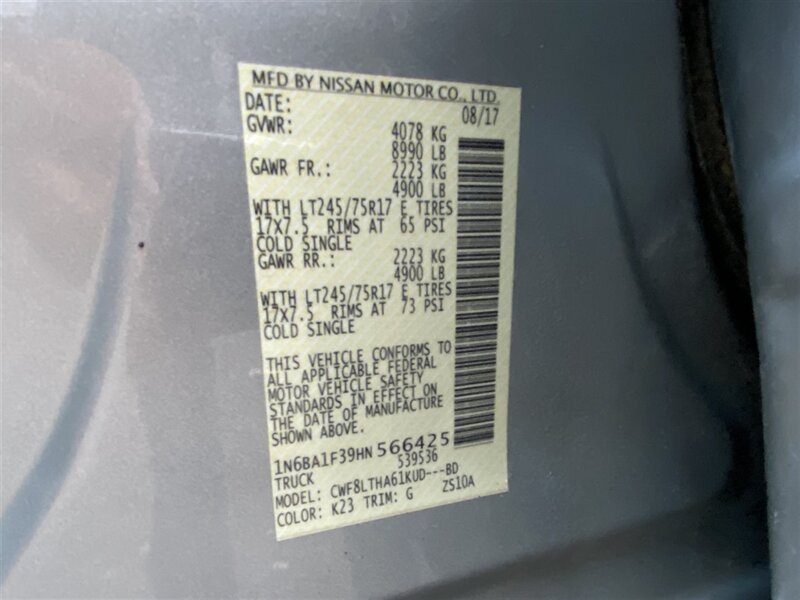 MFD BY NISSAN MOTOR CO., LTD.
DATE: 08/17
GVWR: 4078 KG
8990 LB
GAWR FR.: 2223 KG
4900 LB
WITH LT245/75R17 E TIRES
17X7.5 RIMS AT 65 PSI
COLD SINGLE
GAWR RR.: 2223 KG
4900 LB
WITH LT245/75R17 E TIRES
17X7.5 RIMS AT 73 PSI
COLD SINGLE
THIS VEHICLE CONFORMS TO
ALL APPLICABLE FEDERAL
MOTOR VEHICLE SAFETY
STANDARDS IN EFFECT ON
THE DATE OF MANUFACTURE
SHOWN ABOVE.
1N6BA1F39HN566425
TRUCK 539536
MODEL: CWF8LTHA61KUD---BD
COLOR: K23 TRIM: G ZS10A